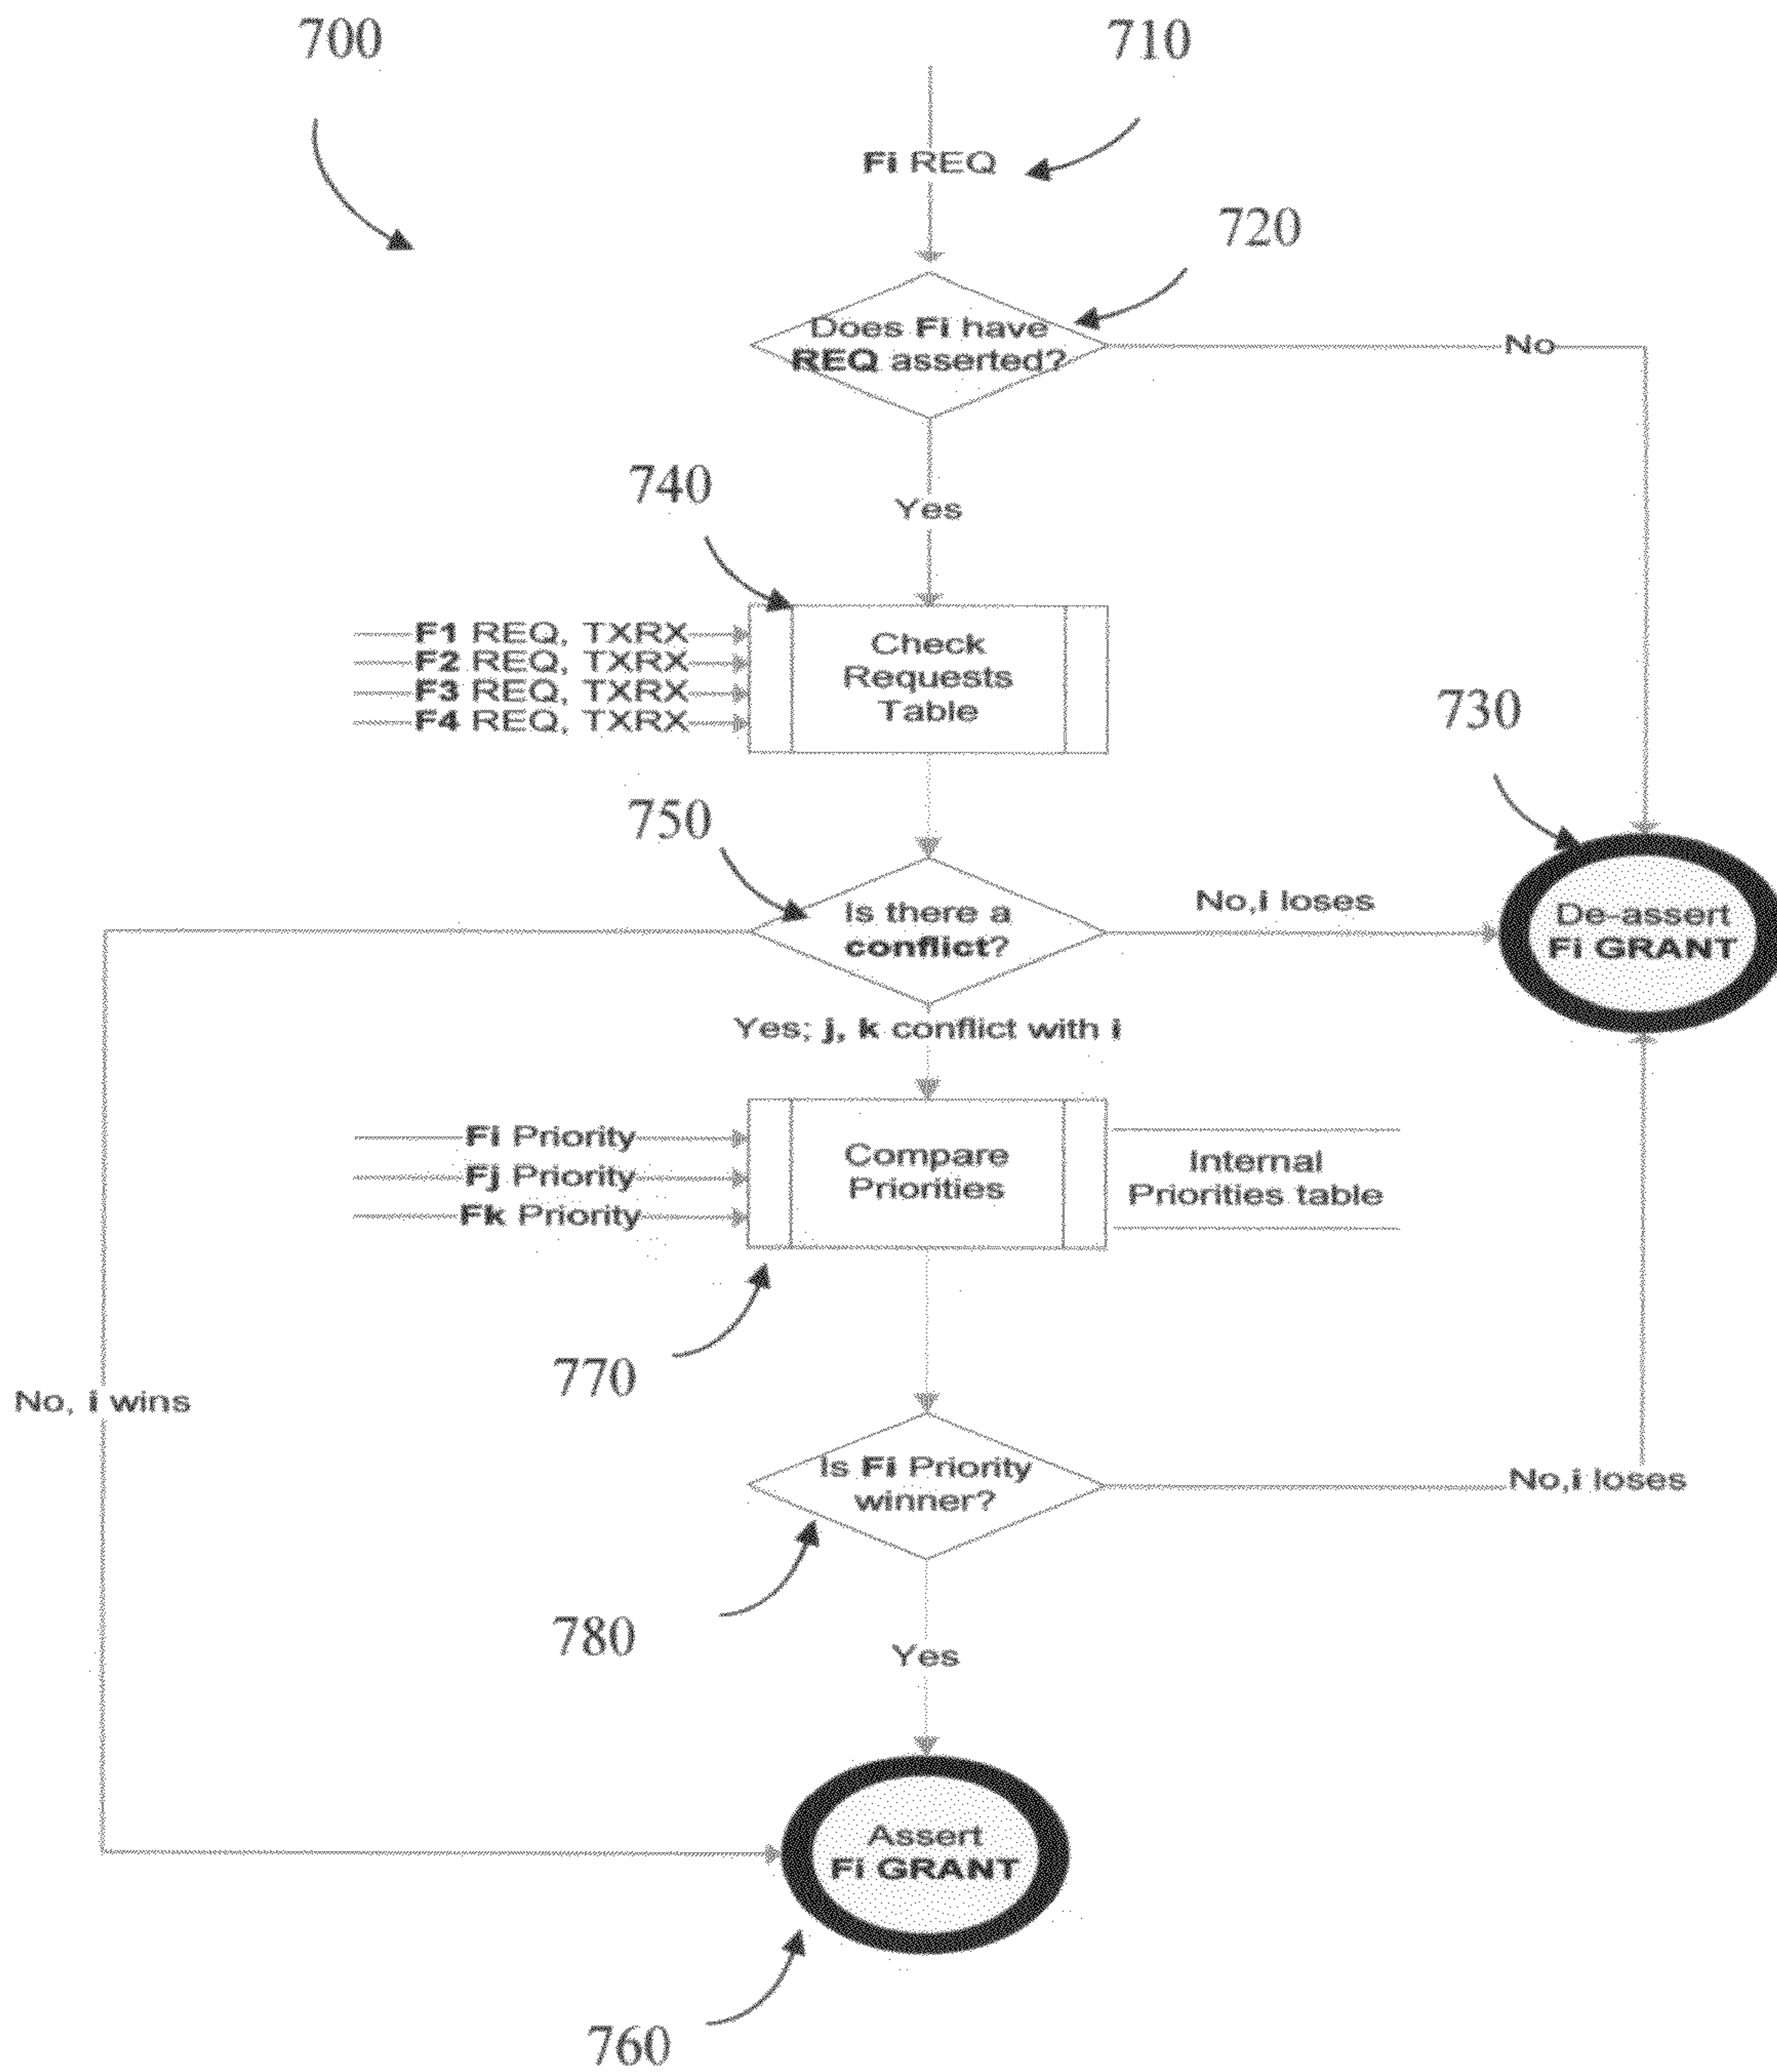 700
710
Fi REQ
720
Does Fi have
REQ asserted?
No
740
Yes
F1 REQ, TXRX
F2 REQ, TXRX
F3 REQ, TXRX
F4 REQ, TXRX
Check
Requests
Table
730
750
Is there a
conflict?
No,i loses
De-assert
Fi GRANT
Yes; j, k conflict with i
Fi Priority
Fj Priority
Fk Priority
Compare
Priorities
Internal
Priorities table
770
No, i wins
Is Fi Priority
winner?
No,i loses
780
Yes
Assert
Fi GRANT
760